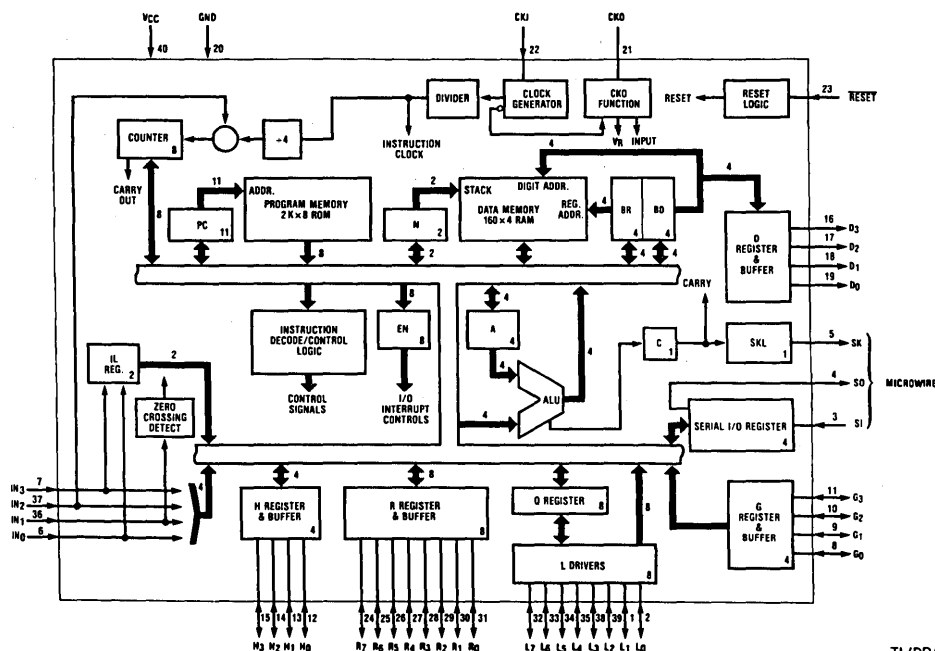 VCC GND CKI CKO
40 20 22 21
COUNTER
8
CARRY
OUT
÷4
DIVIDER
INSTRUCTION
CLOCK
CLOCK
GENERATOR
CKO
FUNCTION
VR INPUT
RESET
RESET
LOGIC
23 RESET
8
11
ADDR.
PC
11
PROGRAM MEMORY
2 K×8 ROM
8
2
N
2
2
STACK
4
DIGIT ADDR.
DATA MEMORY
160×4 RAM
REG.
ADDR.
4
4
BR
4
BD
4
4
4
4
D
REGISTER
&
BUFFER
16 D3
17 D2
18 D1
19 D0
INSTRUCTION
DECODE/CONTROL
LOGIC
CONTROL
SIGNALS
8
EN
8
I/O
INTERRUPT
CONTROLS
4
A
4
4
4
ALU
4
C
1
CARRY
SKL
1
5 SK
4 SO
MICROWIRE
3 SI
SERIAL I/O REGISTER
4
IL
REG.
2
2
ZERO
CROSSING
DETECT
IN3 7
IN2 37
IN1 36
IN0 6
4
4
H REGISTER
& BUFFER
4
8
R REGISTER
& BUFFER
8
Q REGISTER
8
8
L DRIVERS
8
G
REGISTER
&
BUFFER
4
11 G3
10 G2
9 G1
8 G0
15 14 13 12
H3 H2 H1 H0
24 25 26 27 28 29 30 31
R7 R6 R5 R4 R3 R2 R1 R0
32 33 34 35 38 39 1 2
L7 L6 L5 L4 L3 L2 L1 L0